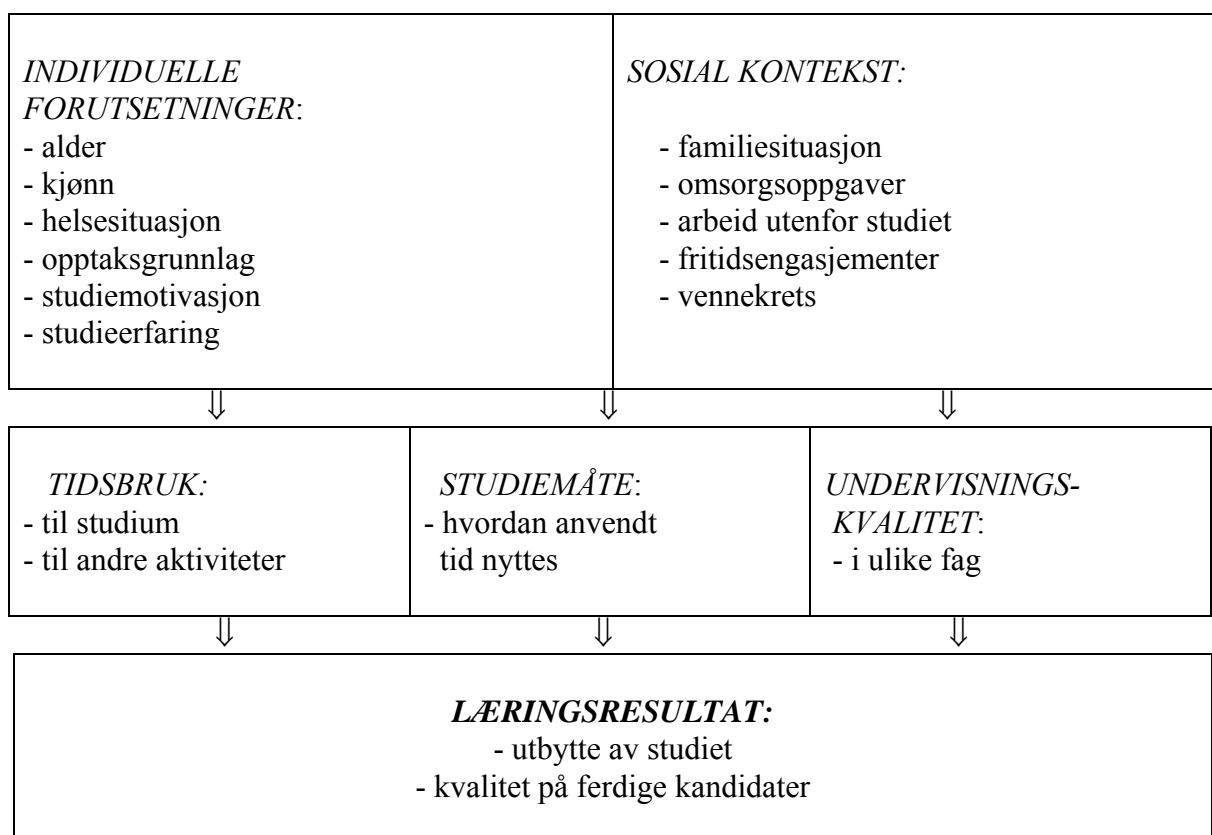 INDIVIDUELLE
FORUTSETNINGER:
- alder
- kjønn
- helsesituasjon
- opptaksgrunnlag
- studiemotivasjon
- studieerfaring
SOSIAL KONTEKST:
- familiesituasjon
- omsorgsoppgaver
- arbeid utenfor studiet
- fritidsengasjementer
- vennekrets
⇓ ⇓ ⇓
TIDSBRUK:
- til studium
- til andre aktiviteter
STUDIEMÅTE:
- hvordan anvendt
tid nyttes
UNDERVISNINGS-
KVALITET:
- i ulike fag
⇓ ⇓ ⇓
LÆRINGSRESULTAT:
- utbytte av studiet
- kvalitet på ferdige kandidater